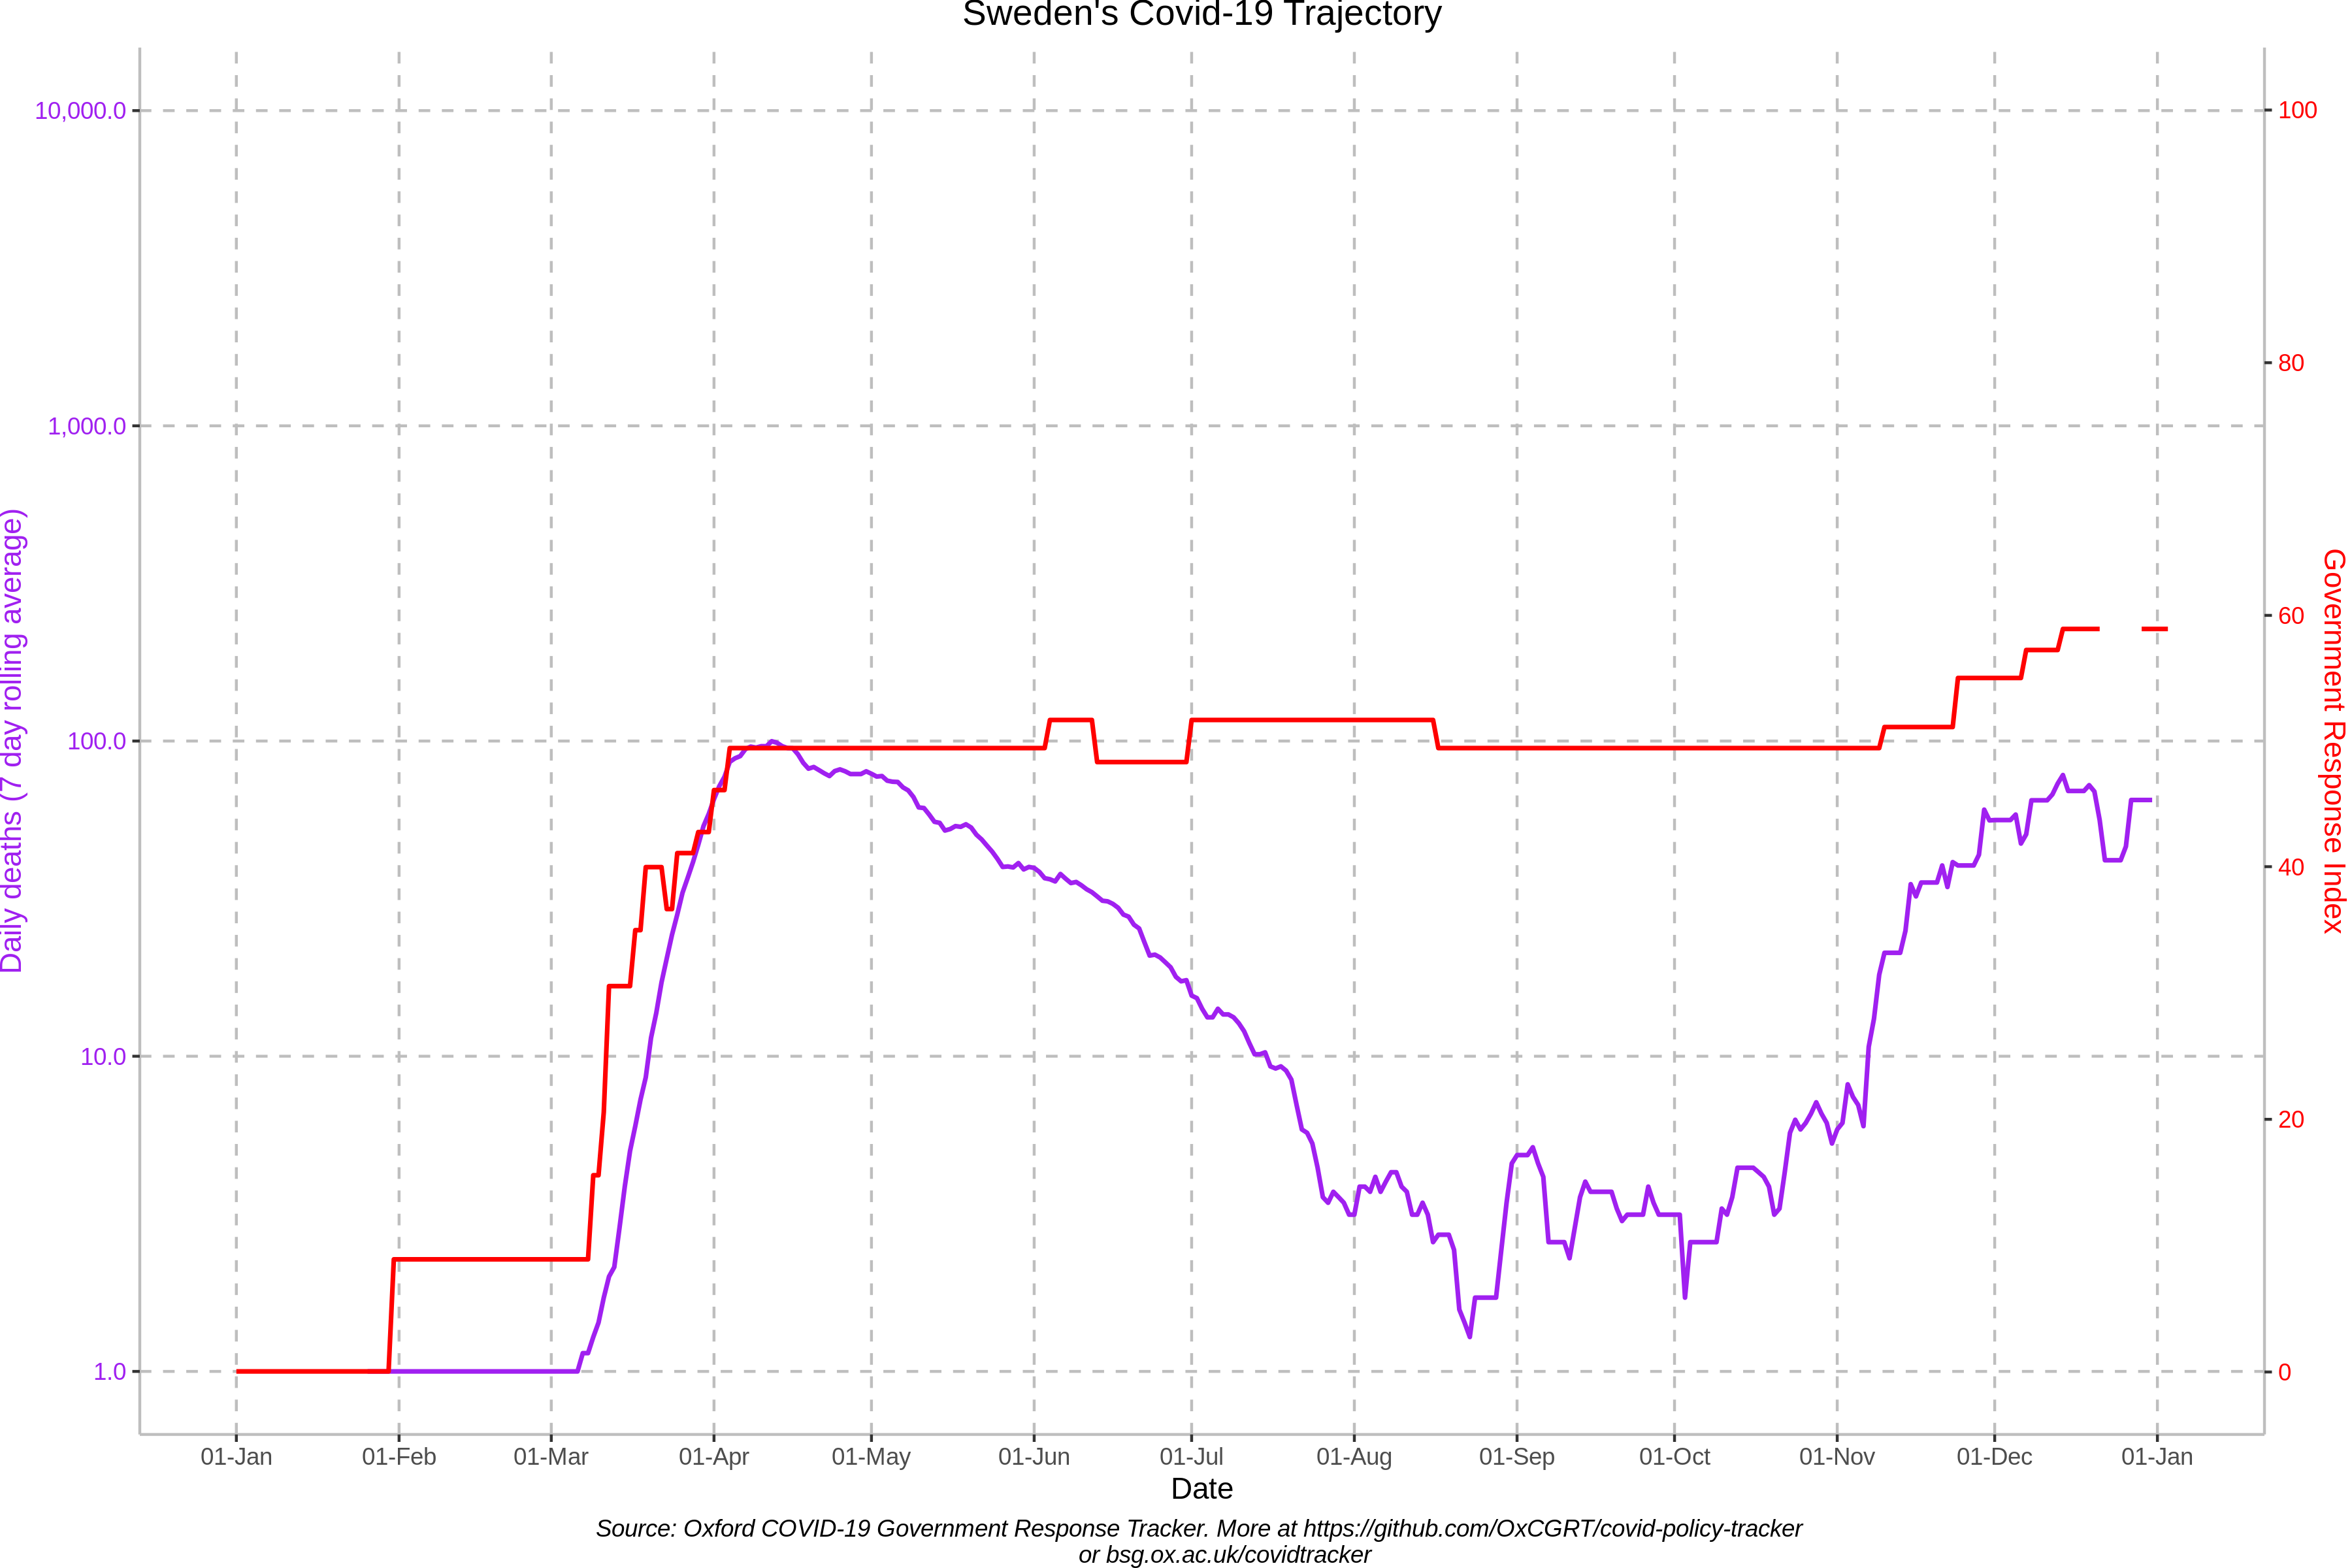 Sweden's Covid-19 Trajectory
10,000.0
1,000.0
100.0
10.0
1.0
Daily deaths (7 day rolling average)
100
80
60
40
20
0
Government Response Index
01-Jan
01-Feb
01-Mar
01-Apr
01-May
01-Jun
01-Jul
01-Aug
01-Sep
01-Oct
01-Nov
01-Dec
01-Jan
Date
Source: Oxford COVID-19 Government Response Tracker. More at https://github.com/OxCGRT/covid-policy-tracker
or bsg.ox.ac.uk/covidtracker